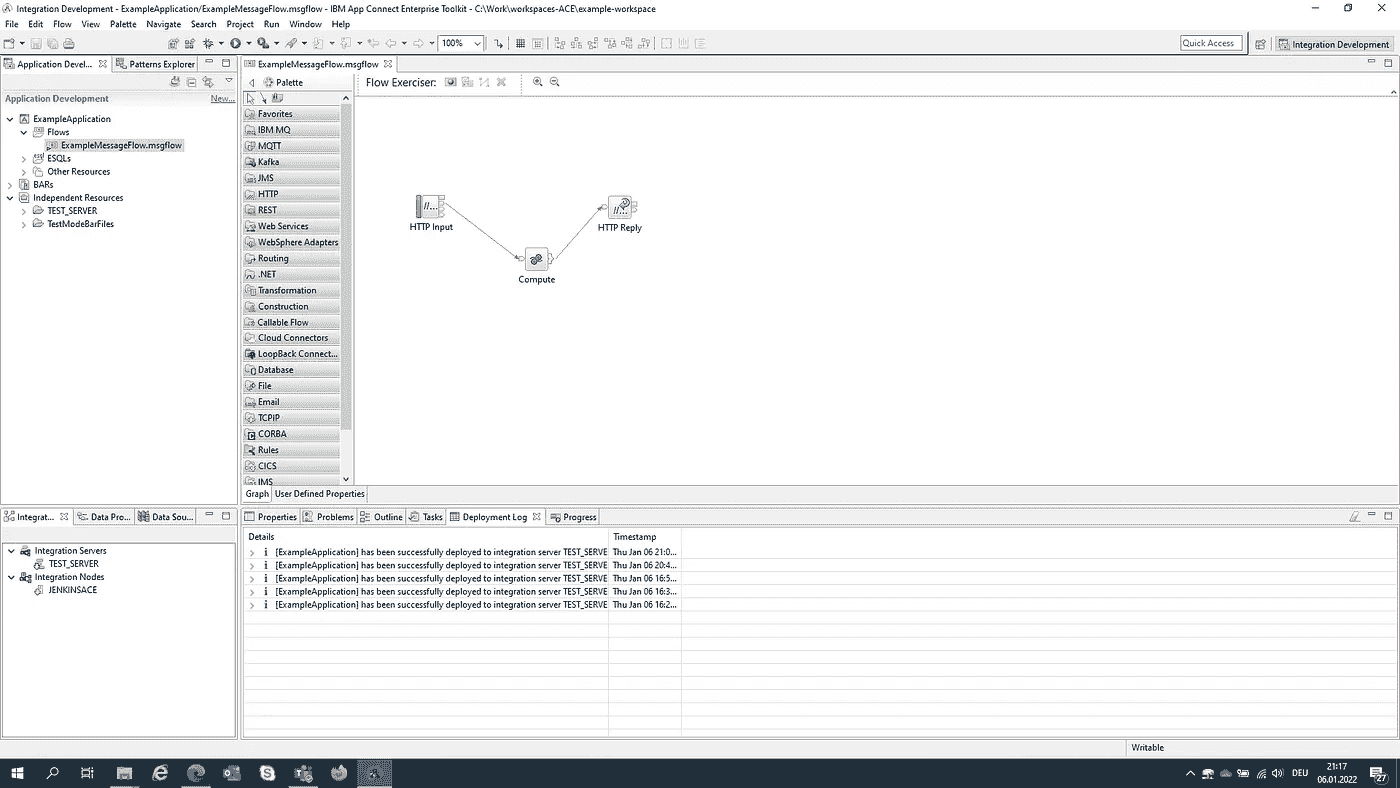 Integration Development - ExampleApplication/ExampleMessageFlow.msgflow - IBM App Connect Enterprise Toolkit - C:\Work\workspaces-ACE\example-workspace
File Edit Flow View Palette Navigate Search Project Run Window Help
100%
Quick Access
Integration Development
Application Devel...
Patterns Explorer
Application Development
New...
ExampleApplication
Flows
ExampleMessageFlow.msgflow
ESQLs
Other Resources
BARs
Independent Resources
TEST_SERVER
TestModeBarFiles
ExampleMessageFlow.msgflow
Palette
Favorites
IBM MQ
MQTT
Kafka
JMS
HTTP
REST
Web Services
WebSphere Adapters
Routing
.NET
Transformation
Construction
Callable Flow
Cloud Connectors
LoopBack Connect...
Database
File
Email
TCPIP
CORBA
Rules
CICS
IMS
Flow Exerciser:
HTTP Input
HTTP Reply
Compute
Graph
User Defined Properties
Integrat...
Data Pro...
Data Sou...
Integration Servers
TEST_SERVER
Integration Nodes
JENKINSACE
Properties
Problems
Outline
Tasks
Deployment Log
Progress
Details Timestamp
[ExampleApplication] has been successfully deployed to integration server TEST_SERVE Thu Jan 06 21:0...
[ExampleApplication] has been successfully deployed to integration server TEST_SERVE Thu Jan 06 20:4...
[ExampleApplication] has been successfully deployed to integration server TEST_SERVE Thu Jan 06 16:5...
[ExampleApplication] has been successfully deployed to integration server TEST_SERVE Thu Jan 06 16:3...
[ExampleApplication] has been successfully deployed to integration server TEST_SERVE Thu Jan 06 16:2...
Writable
DEU
21:17
06.01.2022
27